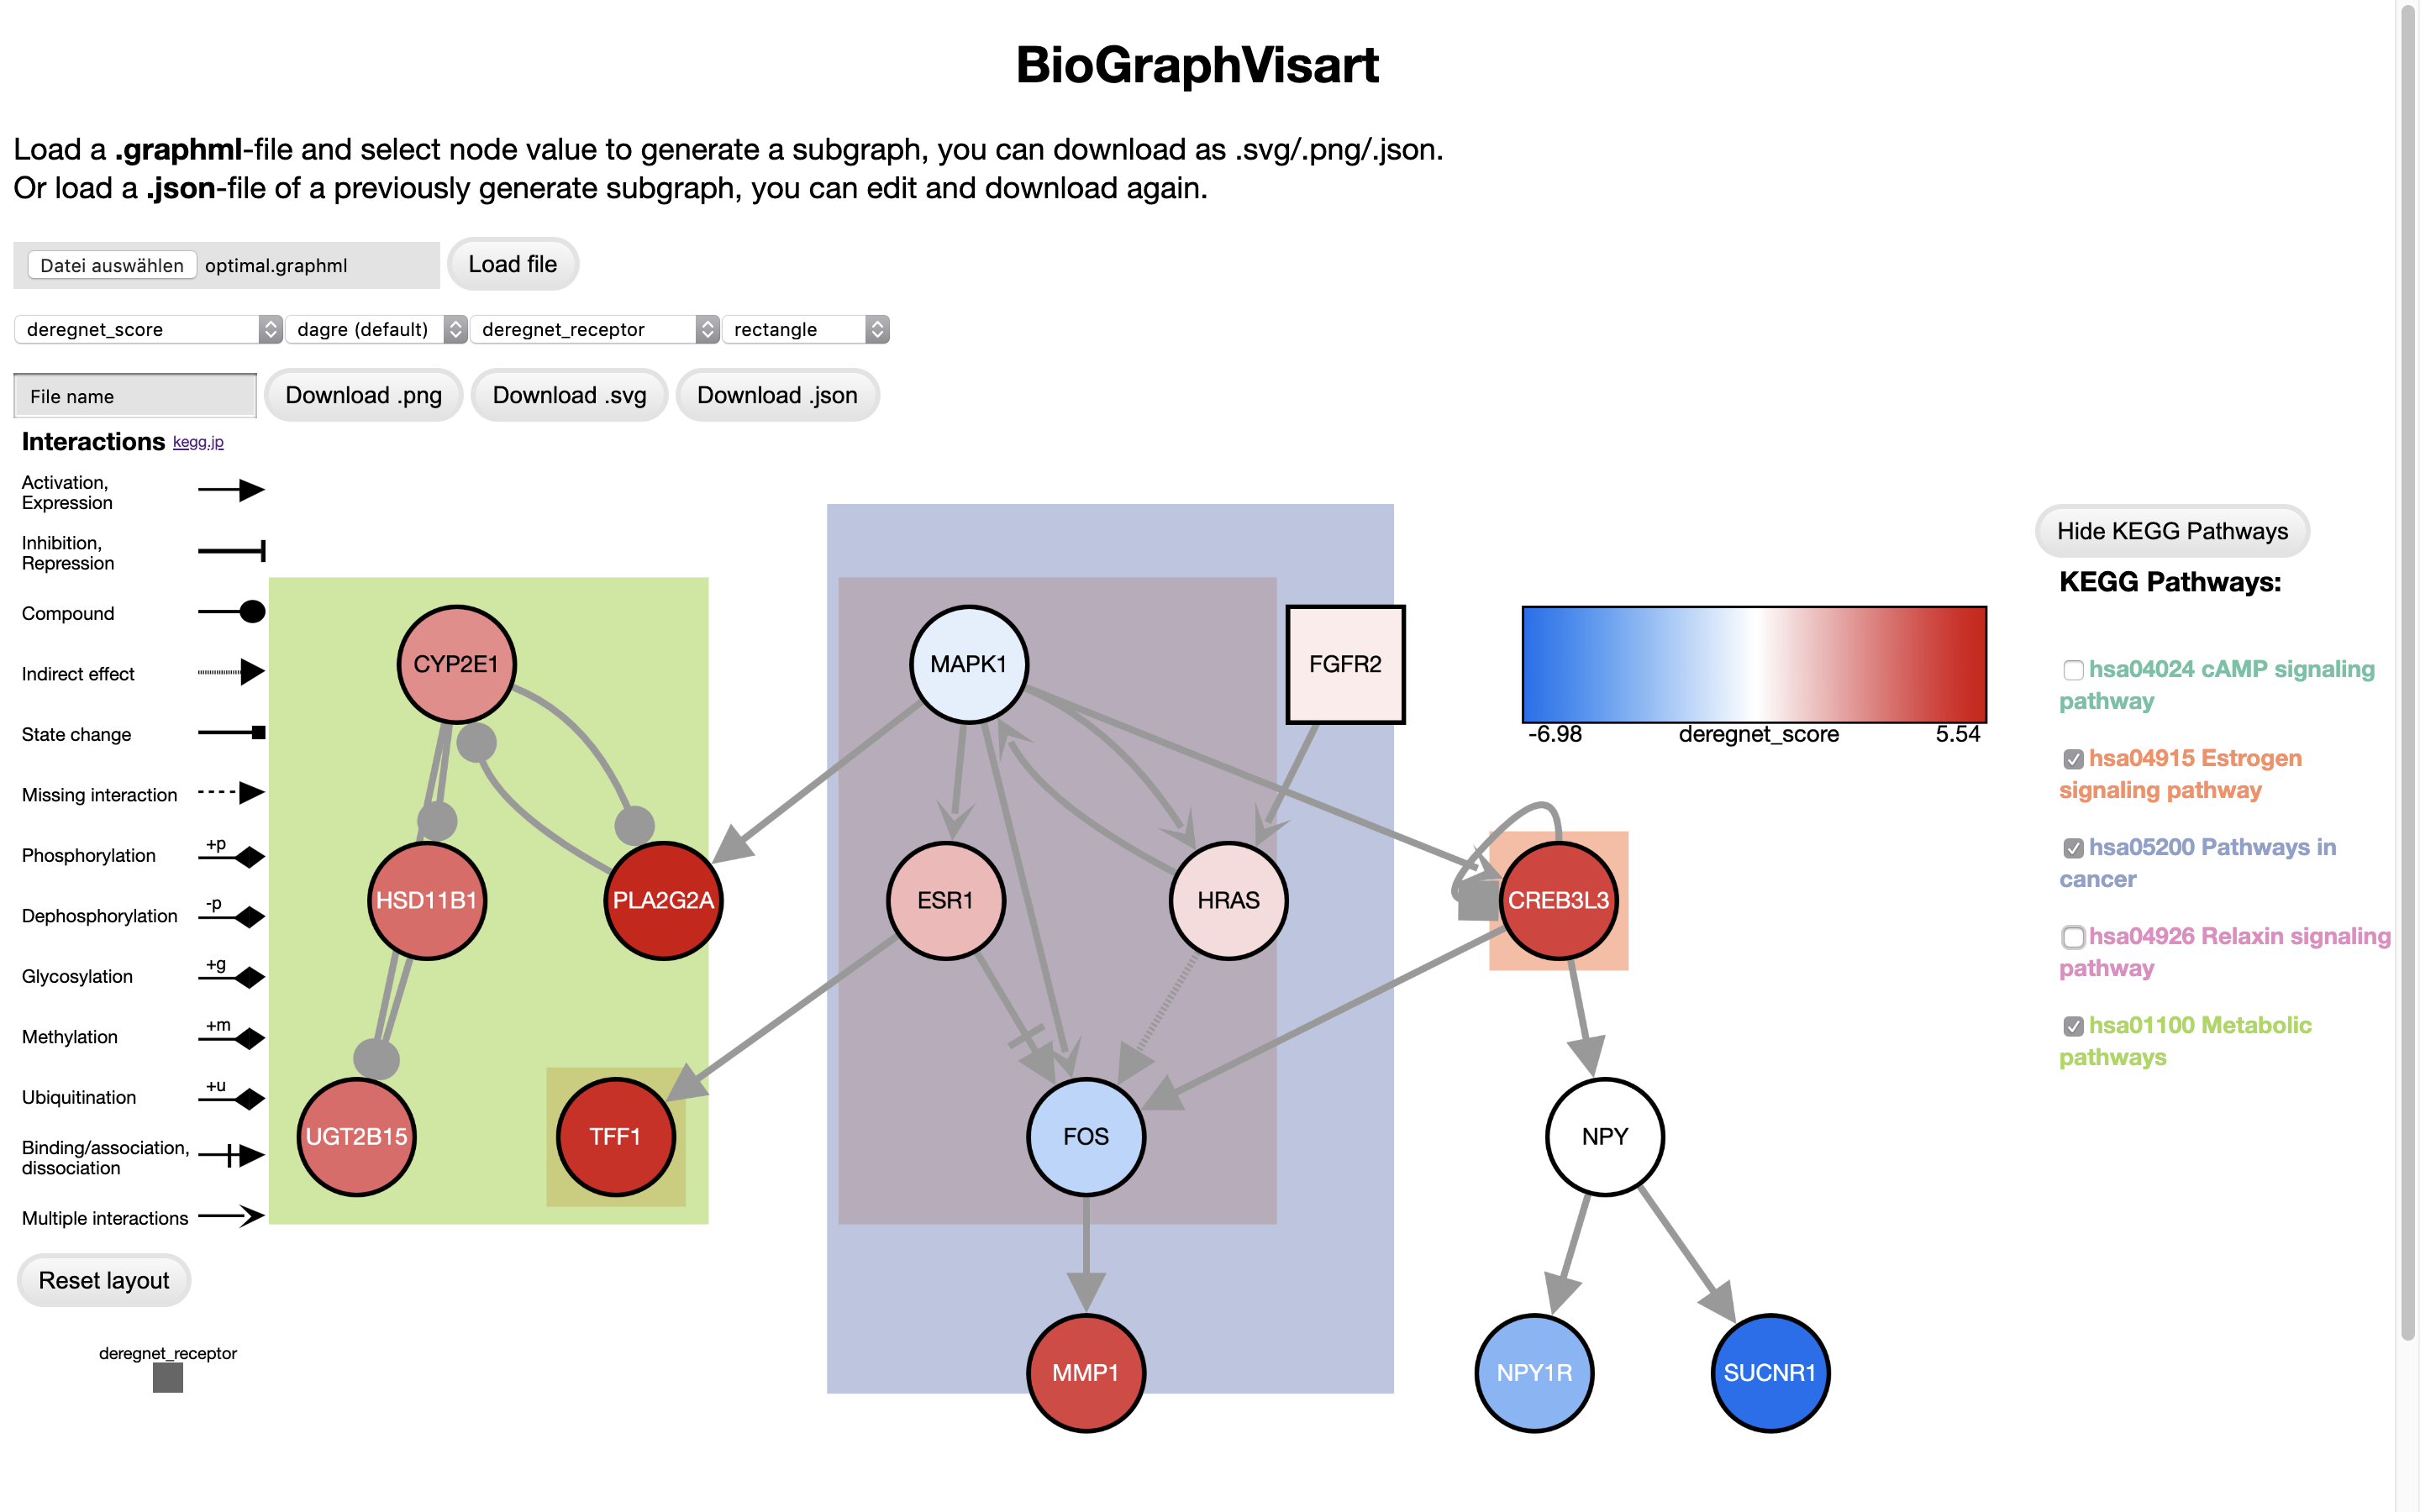 BioGraphVisart
Load a .graphml-file and select node value to generate a subgraph, you can download as .svg/.png/.json.
Or load a .json-file of a previously generate subgraph, you can edit and download again.
Datei auswählen optimal.graphml Load file
deregnet_score dagre (default) deregnet_receptor rectangle
File name Download .png Download .svg Download .json
Interactions kegg.jp
Activation,
Expression
Inhibition,
Repression
Compound
Indirect effect
State change
Missing interaction
Phosphorylation +p
Dephosphorylation -p
Glycosylation +g
Methylation +m
Ubiquitination +u
Binding/association,
dissociation
Multiple interactions
Reset layout
deregnet_receptor
CYP2E1
MAPK1
FGFR2
HSD11B1
PLA2G2A
ESR1
HRAS
CREB3L3
UGT2B15
TFF1
FOS
NPY
MMP1
NPY1R
SUCNR1
-6.98 deregnet_score 5.54
Hide KEGG Pathways
KEGG Pathways:
hsa04024 cAMP signaling
pathway
hsa04915 Estrogen
signaling pathway
hsa05200 Pathways in
cancer
hsa04926 Relaxin signaling
pathway
hsa01100 Metabolic
pathways